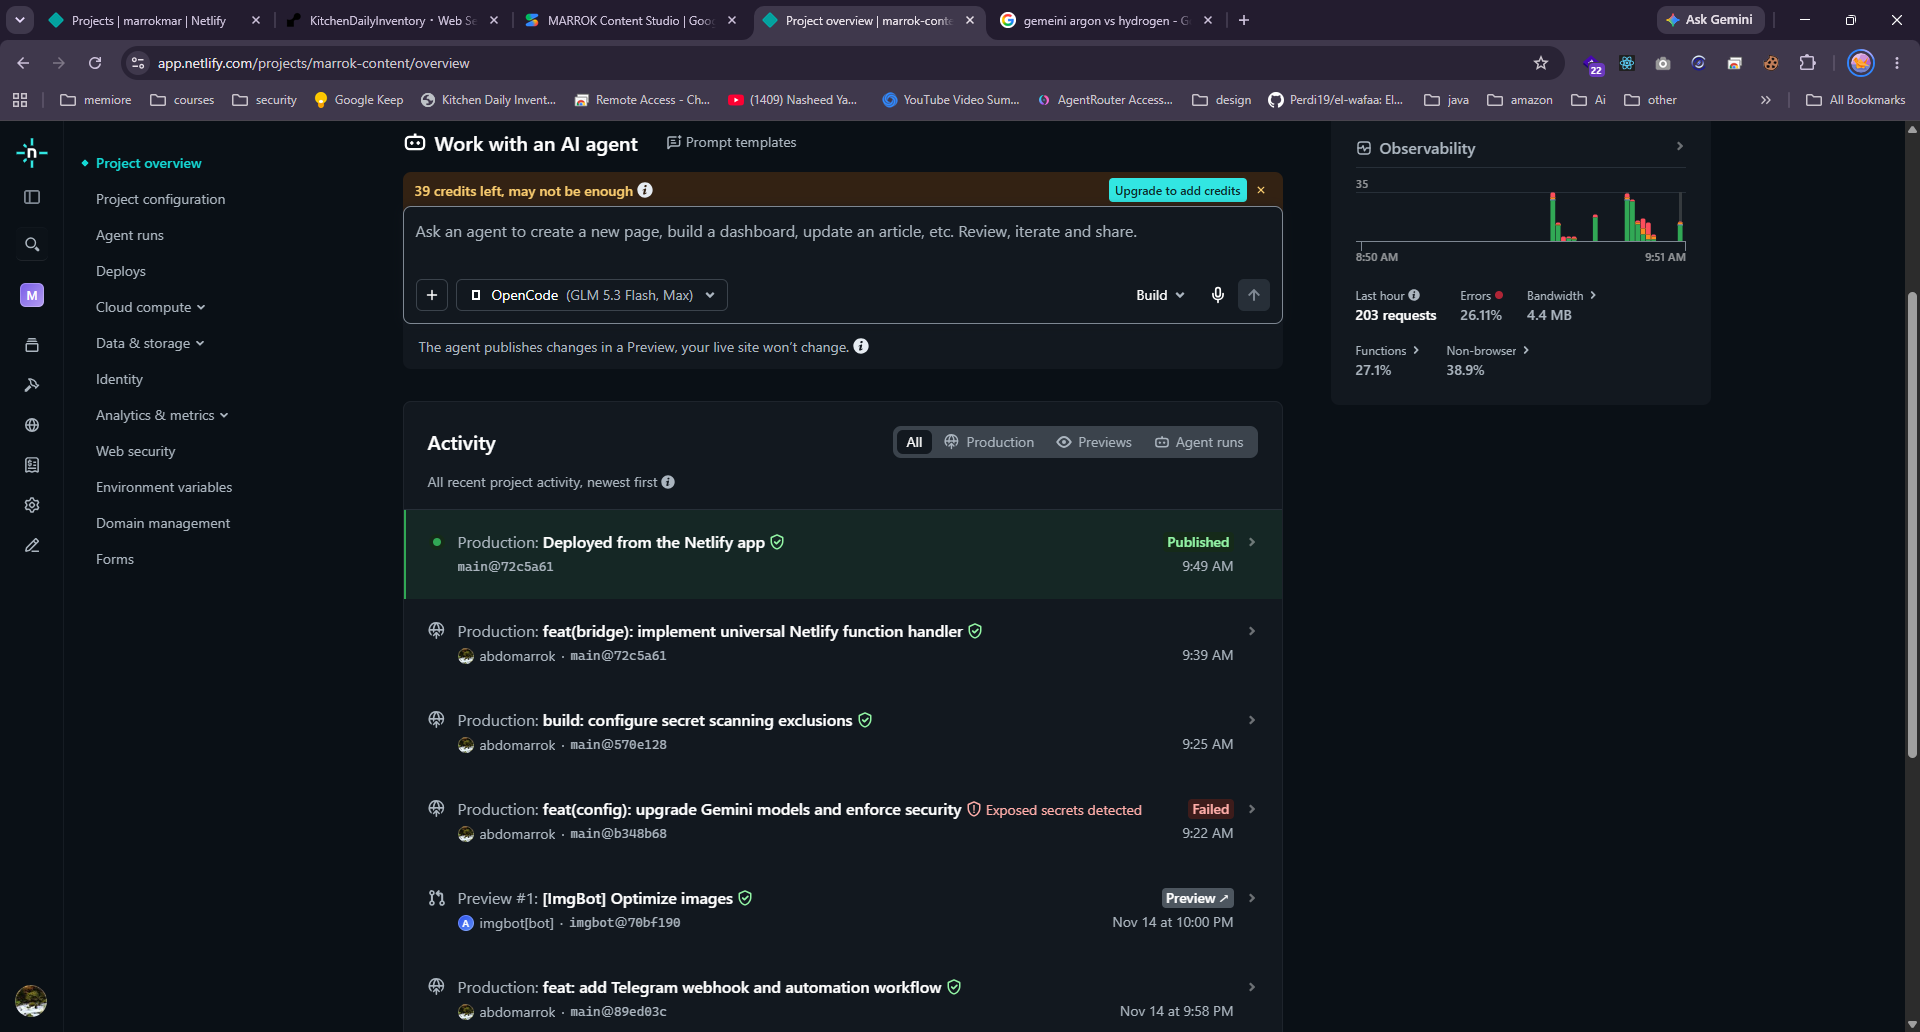 Projects | marrokmar | Netlify
KitchenDailyInventory · Web Se
MARROK Content Studio | Goog
Project overview | marrok-conte
gemeini argon vs hydrogen - G
Ask Gemini
app.netlify.com/projects/marrok-content/overview
22
memiore
courses
security
Google Keep
Kitchen Daily Invent...
Remote Access - Ch...
(1409) Nasheed Ya...
YouTube Video Sum...
AgentRouter Access...
design
Perdi19/el-wafaa: El...
java
amazon
Ai
other
All Bookmarks
M
Project overview
Project configuration
Agent runs
Deploys
Cloud compute
Data & storage
Identity
Analytics & metrics
Web security
Environment variables
Domain management
Forms
Work with an AI agent
Prompt templates
39 credits left, may not be enough
Upgrade to add credits
Ask an agent to create a new page, build a dashboard, update an article, etc. Review, iterate and share.
OpenCode (GLM 5.3 Flash, Max)
Build
The agent publishes changes in a Preview, your live site won't change.
Activity
All
Production
Previews
Agent runs
All recent project activity, newest first
Production: Deployed from the Netlify app
Published
main@72c5a61
9:49 AM
Production: feat(bridge): implement universal Netlify function handler
abdomarrok · main@72c5a61
9:39 AM
Production: build: configure secret scanning exclusions
abdomarrok · main@570e128
9:25 AM
Production: feat(config): upgrade Gemini models and enforce security
Exposed secrets detected
Failed
abdomarrok · main@b348b68
9:22 AM
Preview #1: [ImgBot] Optimize images
Preview ↗
A
imgbot[bot] · imgbot@70bf190
Nov 14 at 10:00 PM
Production: feat: add Telegram webhook and automation workflow
abdomarrok · main@89ed03c
Nov 14 at 9:58 PM
Observability
35
8:50 AM
9:51 AM
Last hour
Errors
Bandwidth
203 requests
26.11%
4.4 MB
Functions
Non-browser
27.1%
38.9%